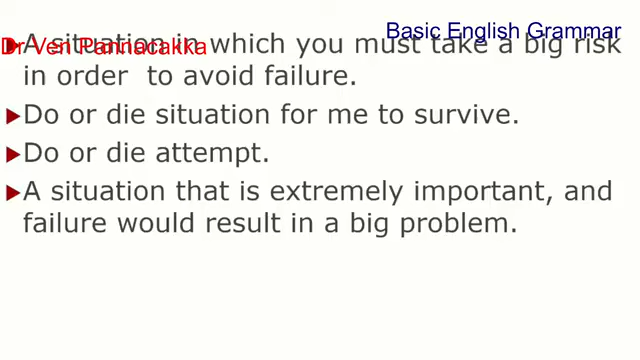 Basic English Grammar
Dr Ven Pannacakka
A situation in which you must take a big risk
in order to avoid failure.
Do or die situation for me to survive.
Do or die attempt.
A situation that is extremely important, and
failure would result in a big problem.